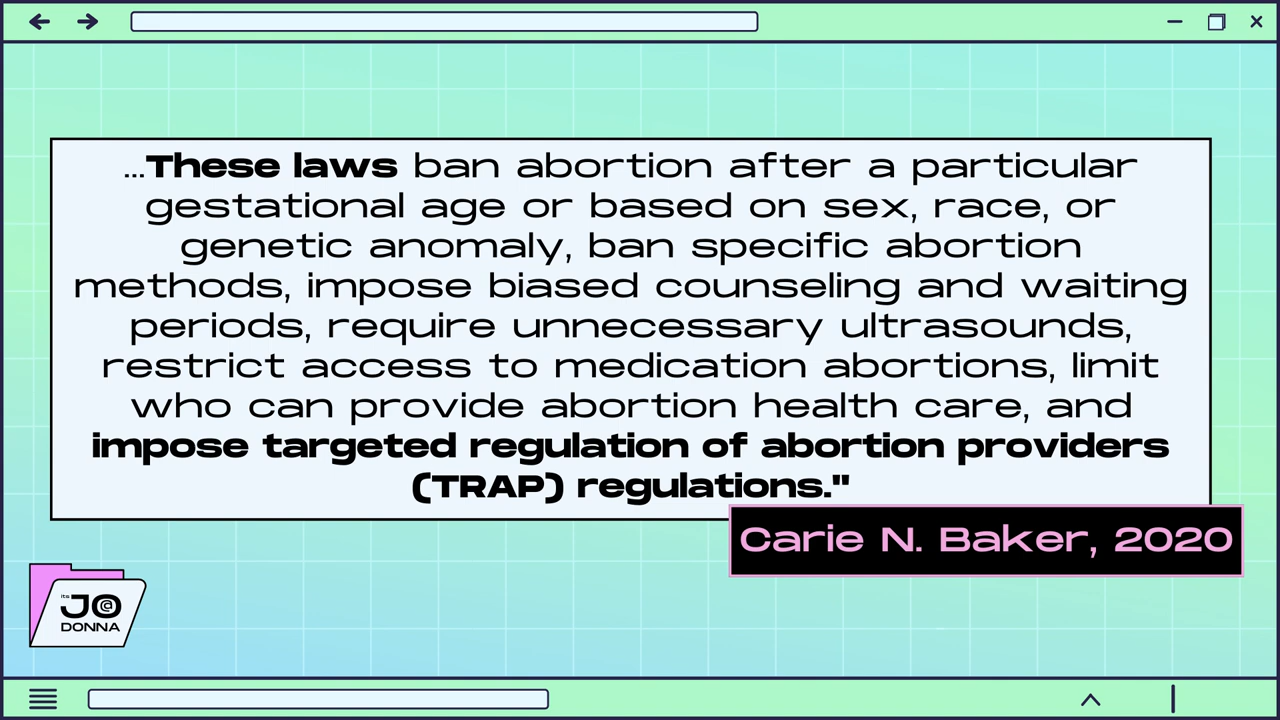 ...These laws ban abortion after a particular
gestational age or based on sex, race, or
genetic anomaly, ban specific abortion
methods, impose biased counseling and waiting
periods, require unnecessary ultrasounds,
restrict access to medication abortions, limit
who can provide abortion health care, and
impose targeted regulation of abortion providers
(TRAP) regulations."
Carie N. Baker, 2020
its JO@
DONNA